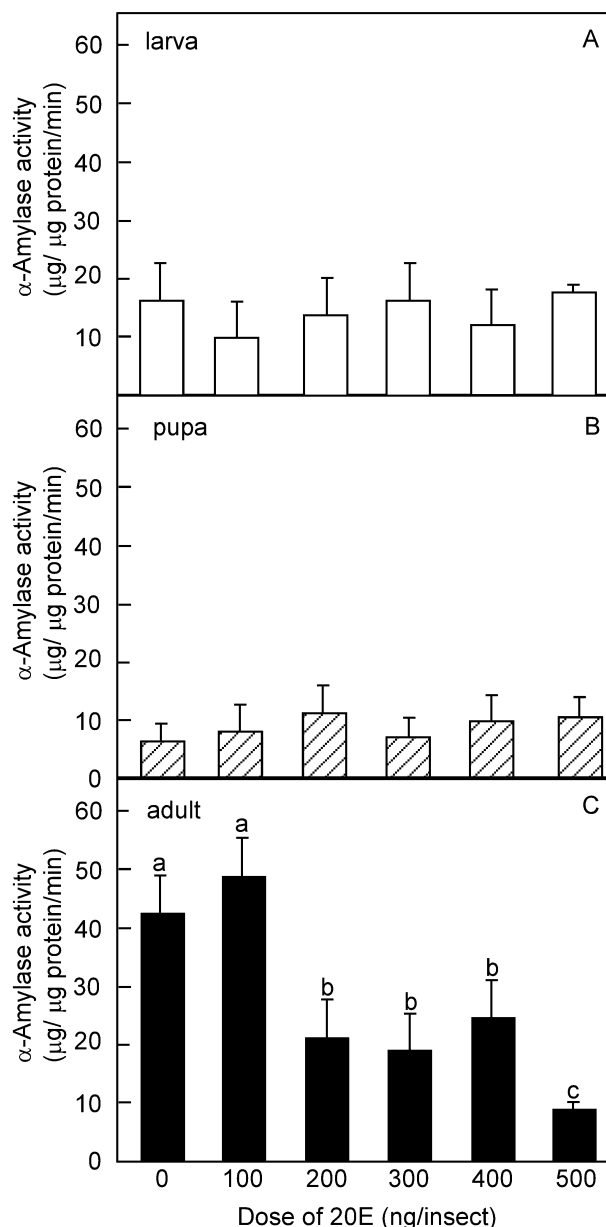 larva
A
60
50
40
30
20
10
α-Amylase activity
(μg/ μg protein/min)
pupa
B
60
50
40
30
20
10
0
α-Amylase activity
(μg/ μg protein/min)
adult
C
60
50
40
30
20
10
0
α-Amylase activity
(μg/ μg protein/min)
a
a
b
b
b
c
0 100 200 300 400 500
Dose of 20E (ng/insect)